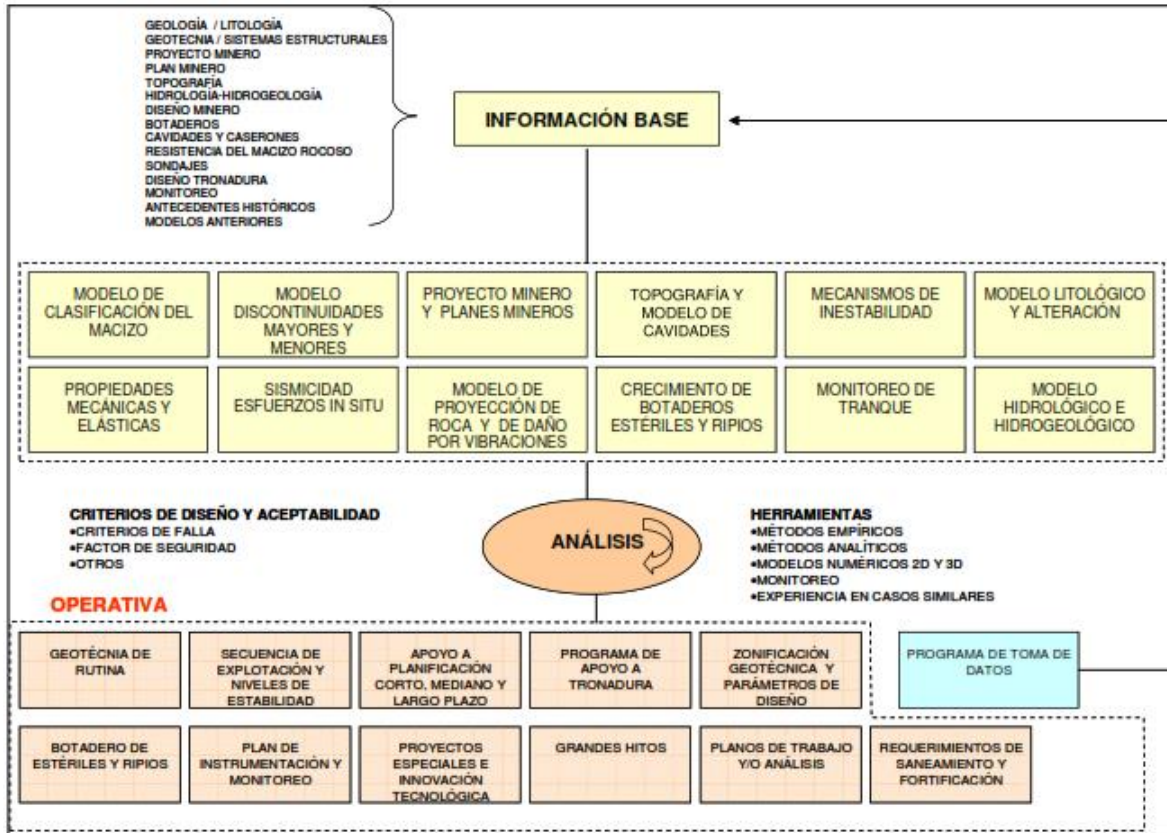 GEOLOGÍA / LITOLOGÍA
GEOTECNIA / SISTEMAS ESTRUCTURALES
PROYECTO MINERO
PLAN MINERO
TOPOGRAFÍA
HIDROLOGÍA-HIDROGEOLOGÍA
DISEÑO MINERO
BOTADEROS
CAVIDADES Y CASERONES
RESISTENCIA DEL MACIZO ROCOSO
SONDAJES
DISEÑO TRONADURA
MONITOREO
ANTECEDENTES HISTÓRICOS
MODELOS ANTERIORES
INFORMACIÓN BASE
MODELO DE
CLASIFICACIÓN DEL
MACIZO
MODELO
DISCONTINUIDADES
MAYORES Y
MENORES
PROYECTO MINERO
Y PLANES MINEROS
TOPOGRAFÍA Y
MODELO DE
CAVIDADES
MECANISMOS DE
INESTABILIDAD
MODELO LITOLÓGICO
Y ALTERACIÓN
PROPIEDADES
MECÁNICAS Y
ELÁSTICAS
SISMICIDAD
ESFUERZOS IN SITU
MODELO DE
PROYECCIÓN DE
ROCA Y DE DAÑO
POR VIBRACIONES
CRECIMIENTO DE
BOTADEROS
ESTÉRILES Y RIPIOS
MONITOREO DE
TRANQUE
MODELO
HIDROLÓGICO E
HIDROGEOLÓGICO
CRITERIOS DE DISEÑO Y ACEPTABILIDAD
•CRITERIOS DE FALLA
•FACTOR DE SEGURIDAD
•OTROS
ANÁLISIS
HERRAMIENTAS
•MÉTODOS EMPÍRICOS
•MÉTODOS ANALÍTICOS
•MODELOS NUMÉRICOS 2D Y 3D
•MONITOREO
•EXPERIENCIA EN CASOS SIMILARES
OPERATIVA
GEOTÉCNIA DE
RUTINA
SECUENCIA DE
EXPLOTACIÓN Y
NIVELES DE
ESTABILIDAD
APOYO A
PLANIFICACIÓN
CORTO, MEDIANO Y
LARGO PLAZO
PROGRAMA DE
APOYO A
TRONADURA
ZONIFICACIÓN
GEOTÉCNICA Y
PARÁMETROS DE
DISEÑO
PROGRAMA DE TOMA DE
DATOS
BOTADERO DE
ESTÉRILES Y RIPIOS
PLAN DE
INSTRUMENTACIÓN Y
MONITOREO
PROYECTOS
ESPECIALES E
INNOVACIÓN
TECNOLÓGICA
GRANDES HITOS
PLANOS DE TRABAJO
Y/O ANÁLISIS
REQUERIMIENTOS DE
SANEAMIENTO Y
FORTIFICACIÓN